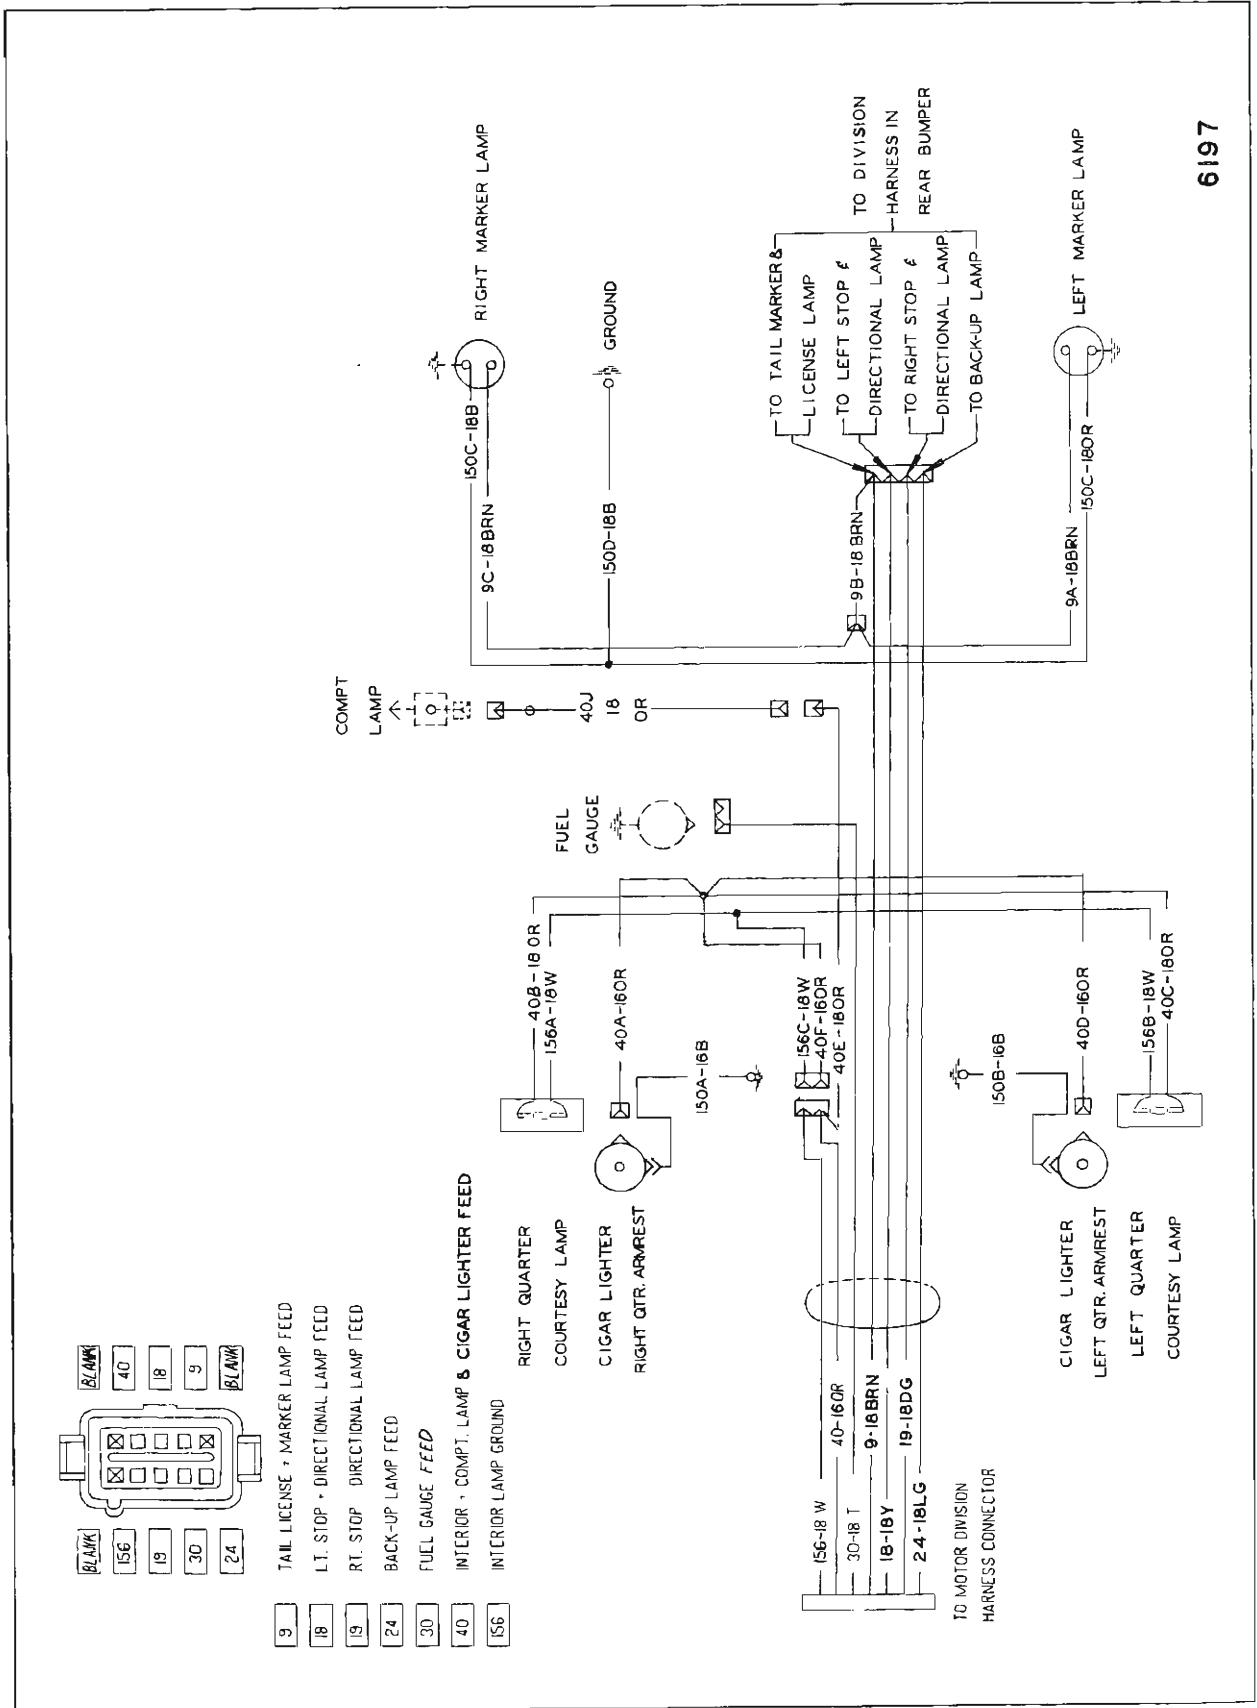 BLANK
40
18
9
BLANK
BLANK
156
19
30
24
9 TAIL LICENSE + MARKER LAMP FEED
18 LT. STOP + DIRECTIONAL LAMP FEED
19 RT. STOP DIRECTIONAL LAMP FEED
24 BACK-UP LAMP FEED
30 FUEL GAUGE FEED
40 INTERIOR + COMPT. LAMP & CIGAR LIGHTER FEED
156 INTERIOR LAMP GROUND
COMPT
LAMP
40J
18
OR
FUEL
GAUGE
RIGHT MARKER LAMP
150C-18B
9C-18BRN
GROUND
150D-18B
RIGHT QUARTER
COURTESY LAMP
40B-18OR
156A-18W
CIGAR LIGHTER
RIGHT QTR. ARMREST
40A-16OR
150A-16B
156C-18W
40F-16OR
40E-18OR
9B-18BRN
TO TAIL MARKER &
LICENSE LAMP
TO LEFT STOP &
DIRECTIONAL LAMP
TO RIGHT STOP &
DIRECTIONAL LAMP
TO BACK-UP LAMP
TO DIVISION
HARNESS IN
REAR BUMPER
156-18 W
40-16OR
30-18 T
9-18BRN
18-18Y
19-18DG
24-18LG
TO MOTOR DIVISION
HARNESS CONNECTOR
150B-16B
40D-16OR
156B-18W
40C-18OR
CIGAR LIGHTER
LEFT QTR. ARMREST
LEFT QUARTER
COURTESY LAMP
9A-18BRN
150C-18OR
LEFT MARKER LAMP
6197